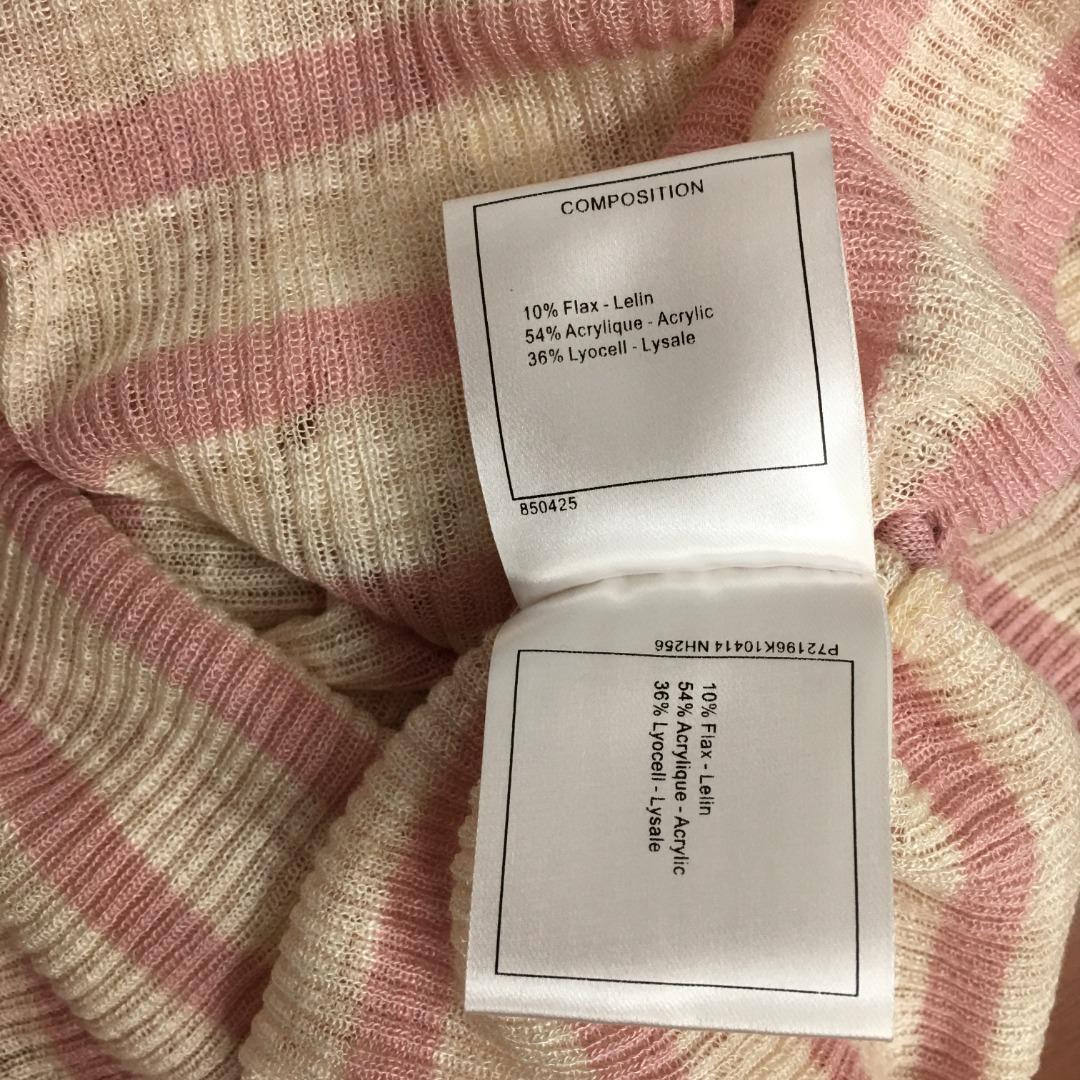 COMPOSITION
10% Flax - Lelin
54% Acrylique - Acrylic
36% Lyocell - Lysale
850425
P72196K10414 NH256
10% Flax - Lelin
54% Acrylique - Acrylic
36% Lyocell - Lysale